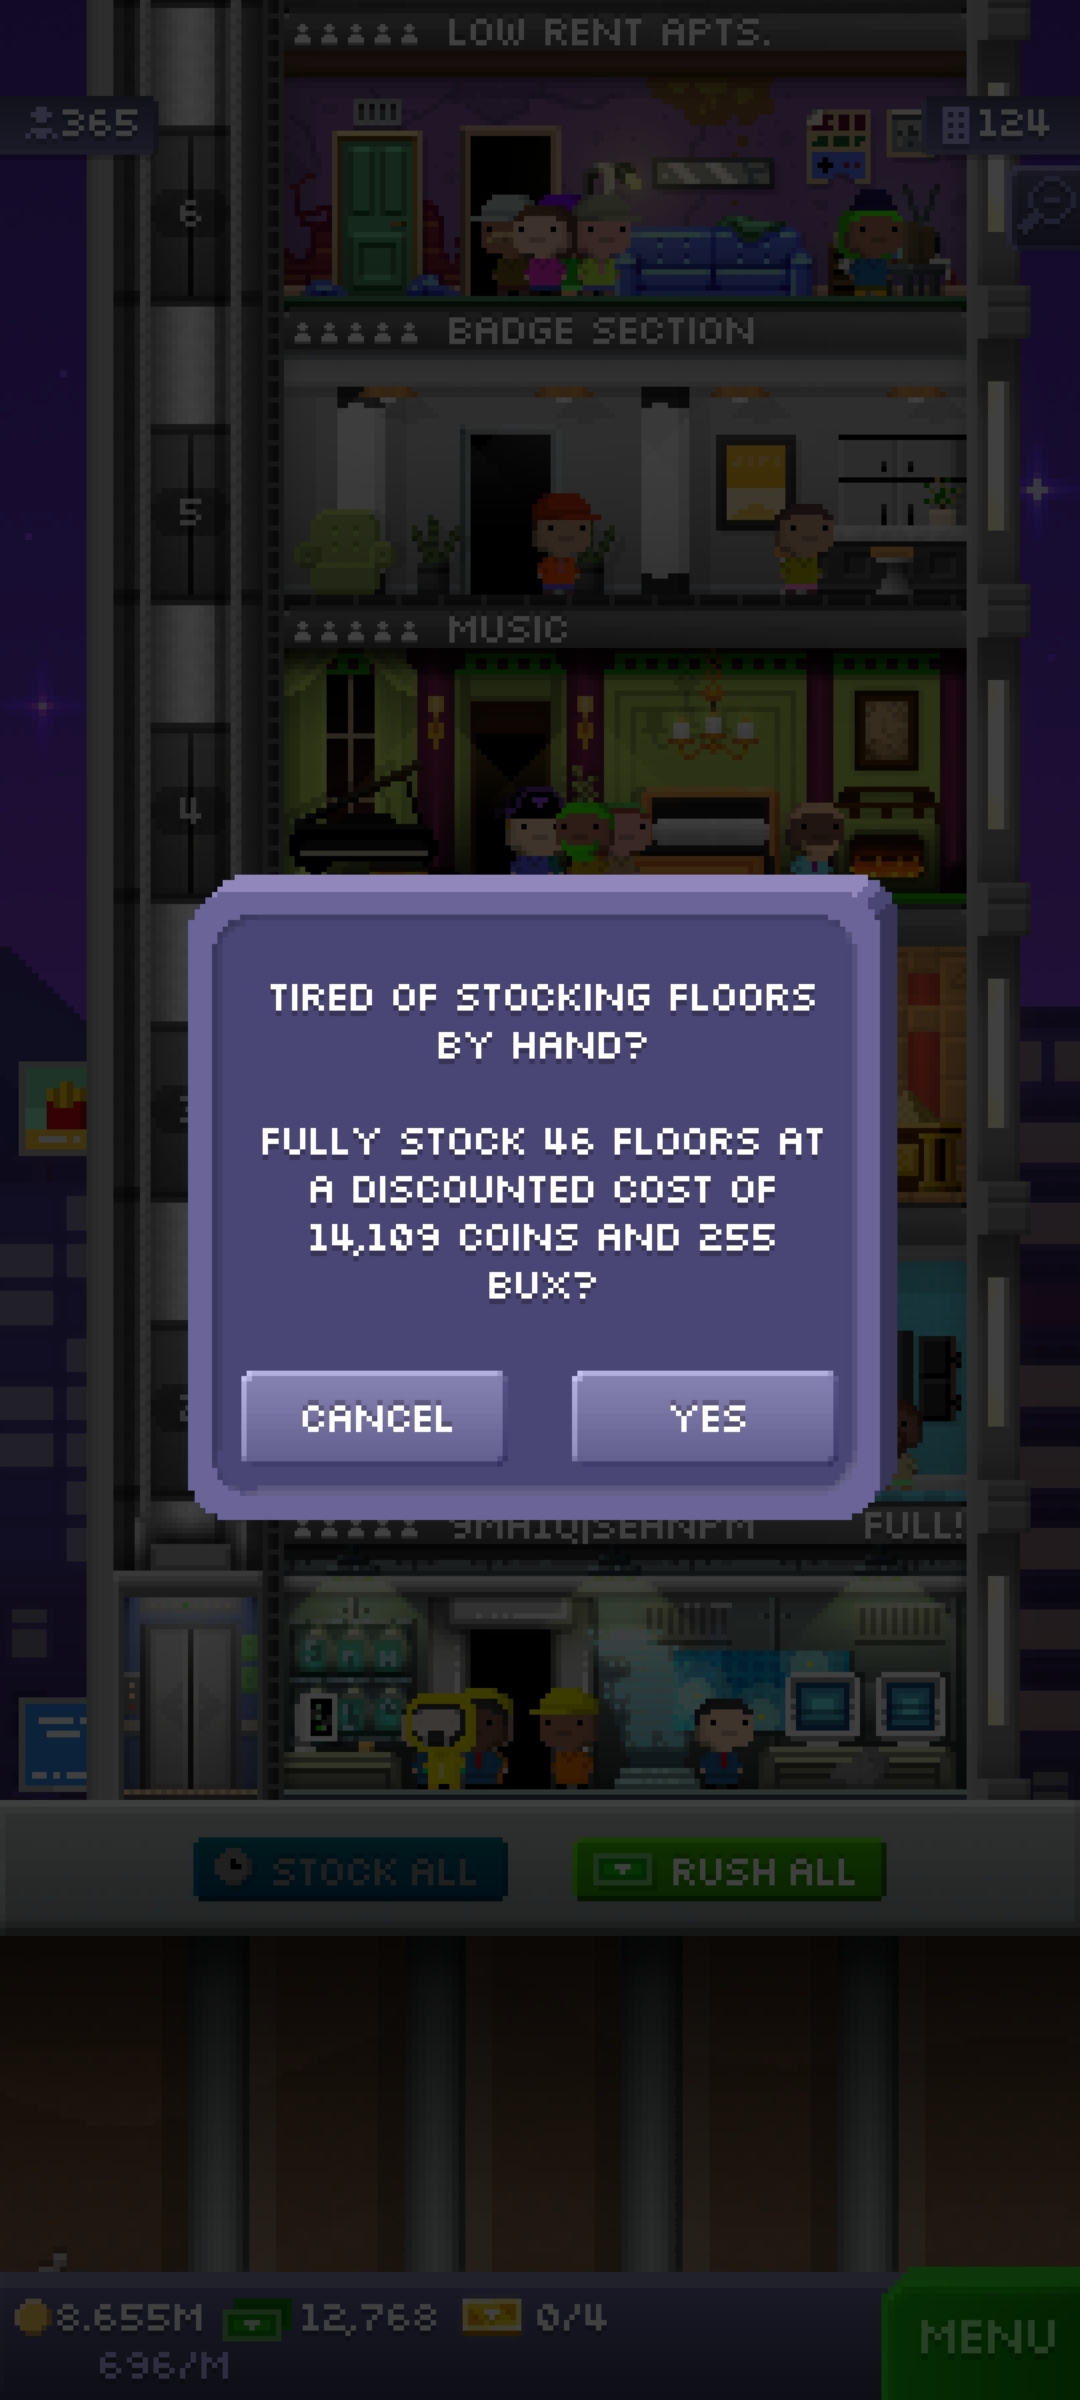 LOW RENT APTS.
365
124
6
BADGE SECTION
5
MUSIC
4
TIRED OF STOCKING FLOORS
BY HAND?
FULLY STOCK 46 FLOORS AT
A DISCOUNTED COST OF
14,109 COINS AND 255
BUX?
CANCEL
YES
FULL!
STOCK ALL
RUSH ALL
8.655M
12,768
0/4
696/M
MENU